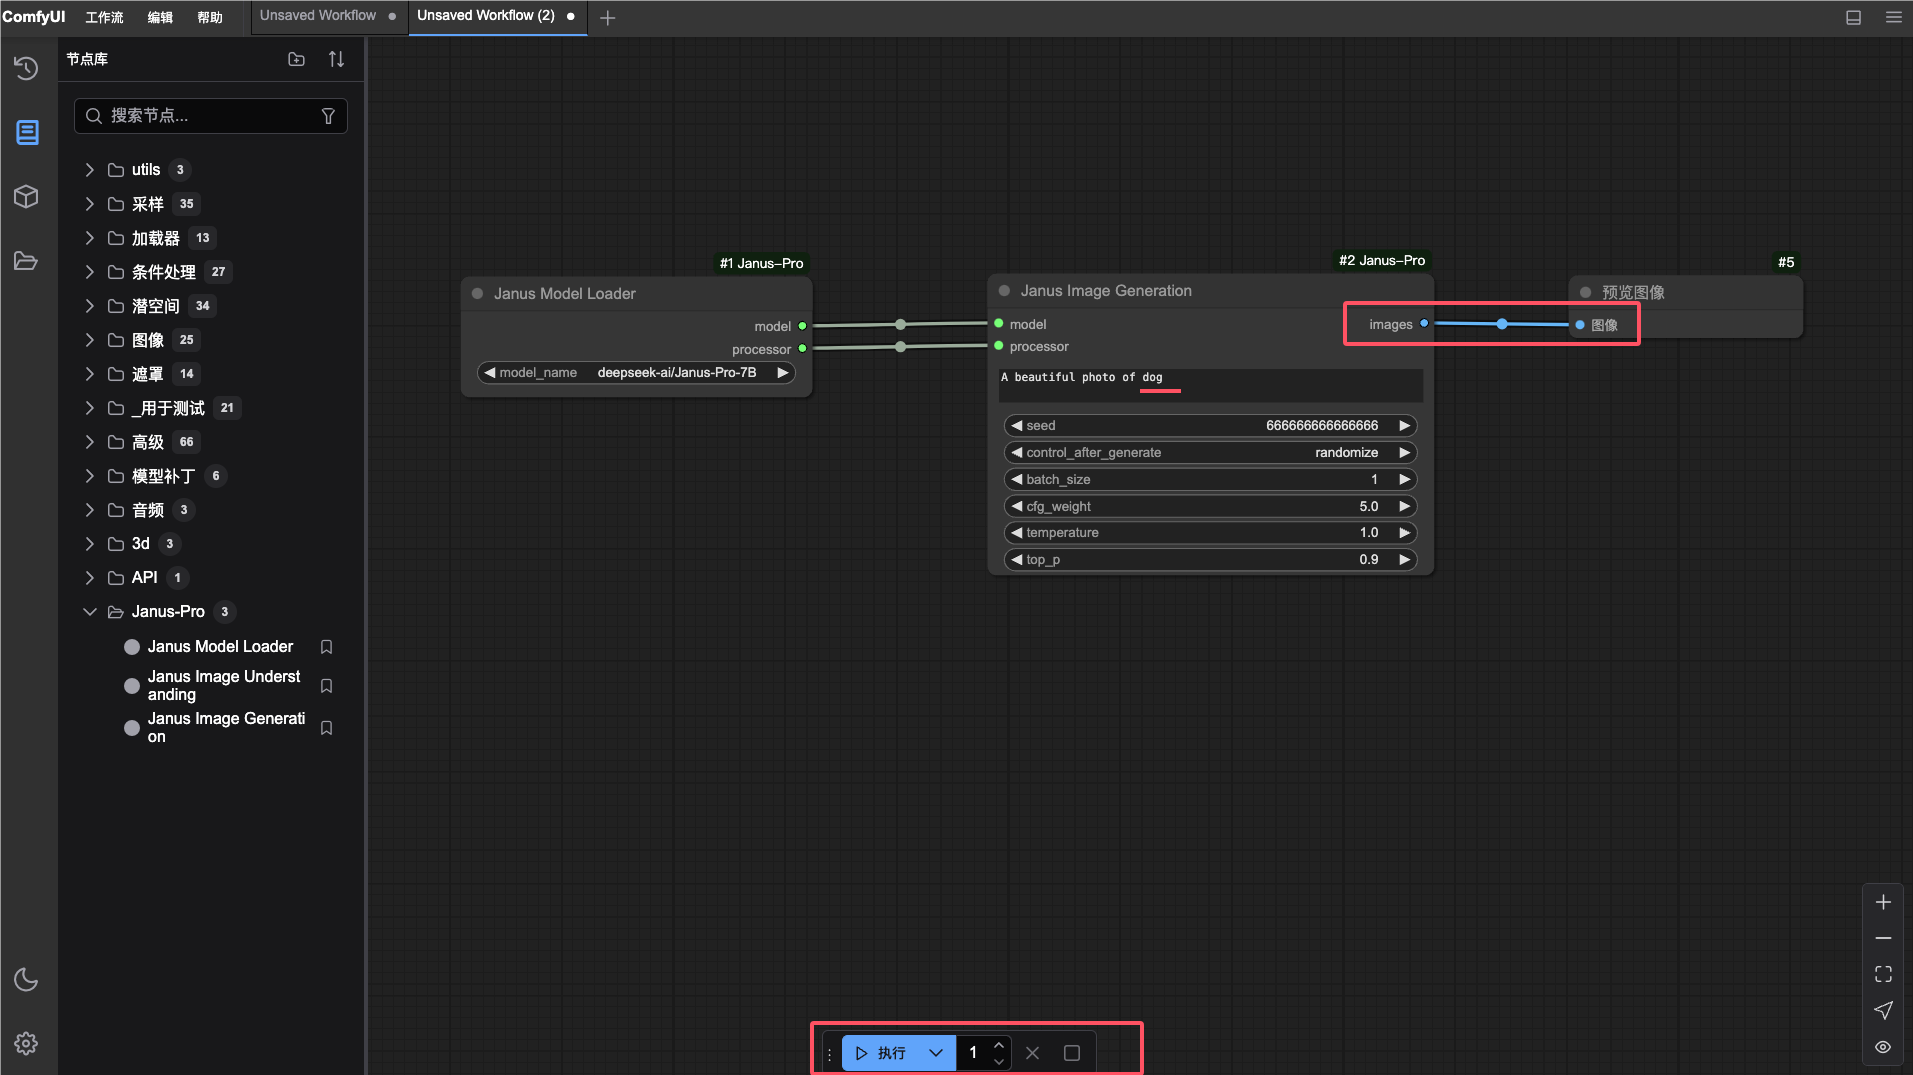 ComfyUI 工作流 编辑 帮助 Unsaved Workflow Unsaved Workflow (2)
节点库
搜索节点...
utils 3
采样 35
加载器 13
条件处理 27
潜空间 34
图像 25
遮罩 14
_用于测试 21
高级 66
模型补丁 6
音频 3
3d 3
API 1
Janus-Pro 3
Janus Model Loader
Janus Image Underst
anding
Janus Image Generati
on
#1 Janus-Pro
Janus Model Loader
model
processor
model_name deepseek-ai/Janus-Pro-7B
#2 Janus-Pro
Janus Image Generation
images
model
processor
A beautiful photo of dog
seed 666666666666666
control_after_generate randomize
batch_size 1
cfg_weight 5.0
temperature 1.0
top_p 0.9
#5
预览图像
图像
执行 1